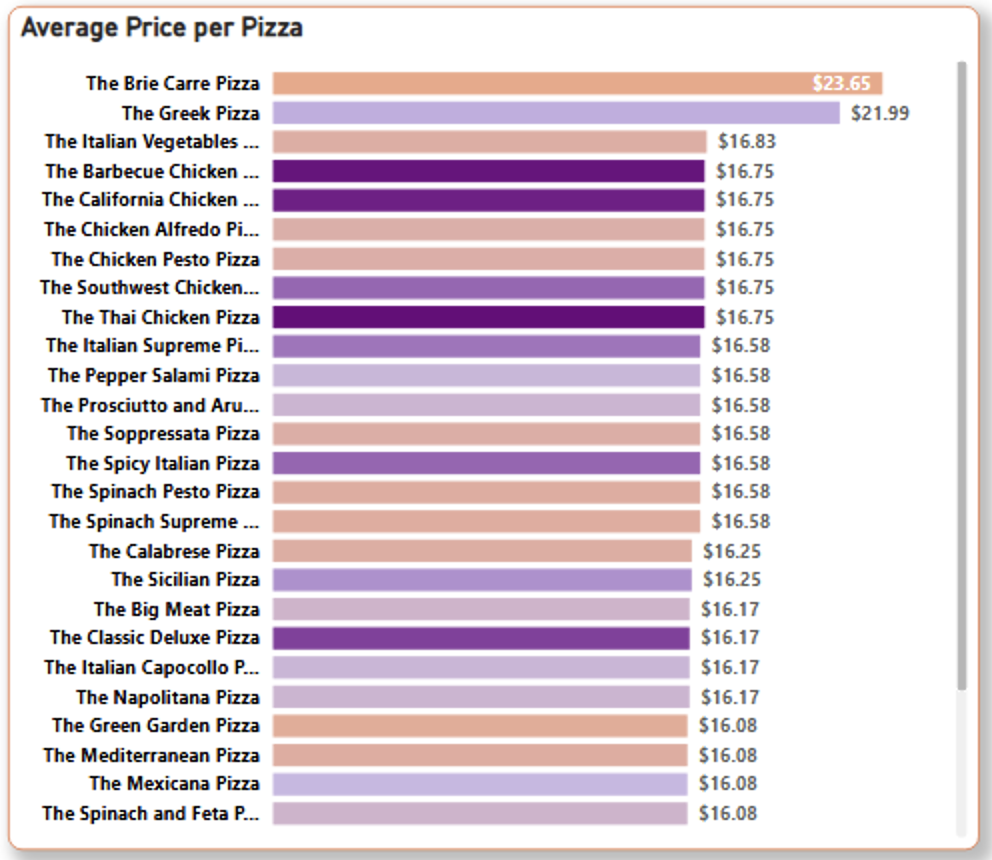 Average Price per Pizza
The Brie Carre Pizza $23.65
The Greek Pizza $21.99
The Italian Vegetables ... $16.83
The Barbecue Chicken ... $16.75
The California Chicken ... $16.75
The Chicken Alfredo Pi... $16.75
The Chicken Pesto Pizza $16.75
The Southwest Chicken... $16.75
The Thai Chicken Pizza $16.75
The Italian Supreme Pi... $16.58
The Pepper Salami Pizza $16.58
The Prosciutto and Aru... $16.58
The Soppressata Pizza $16.58
The Spicy Italian Pizza $16.58
The Spinach Pesto Pizza $16.58
The Spinach Supreme ... $16.58
The Calabrese Pizza $16.25
The Sicilian Pizza $16.25
The Big Meat Pizza $16.17
The Classic Deluxe Pizza $16.17
The Italian Capocollo P... $16.17
The Napolitana Pizza $16.17
The Green Garden Pizza $16.08
The Mediterranean Pizza $16.08
The Mexicana Pizza $16.08
The Spinach and Feta P... $16.08